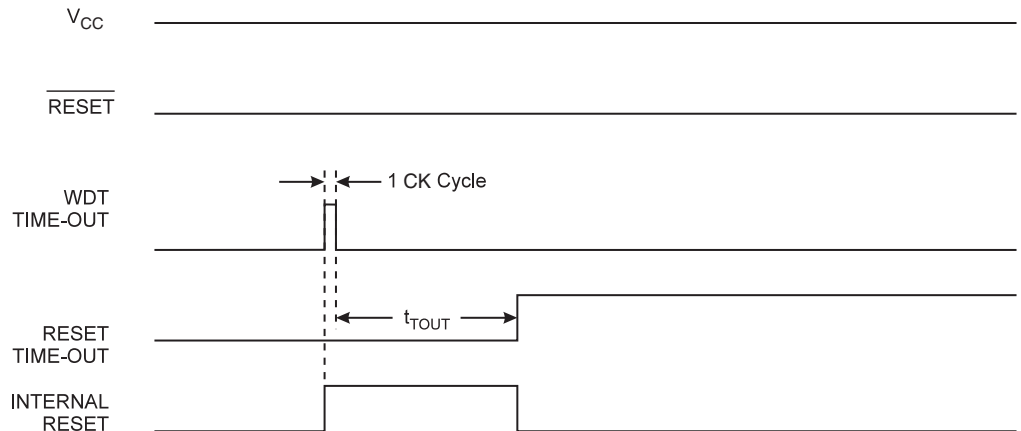 VCC
RESET
1 CK Cycle
WDT
TIME-OUT
tTOUT
RESET
TIME-OUT
INTERNAL
RESET